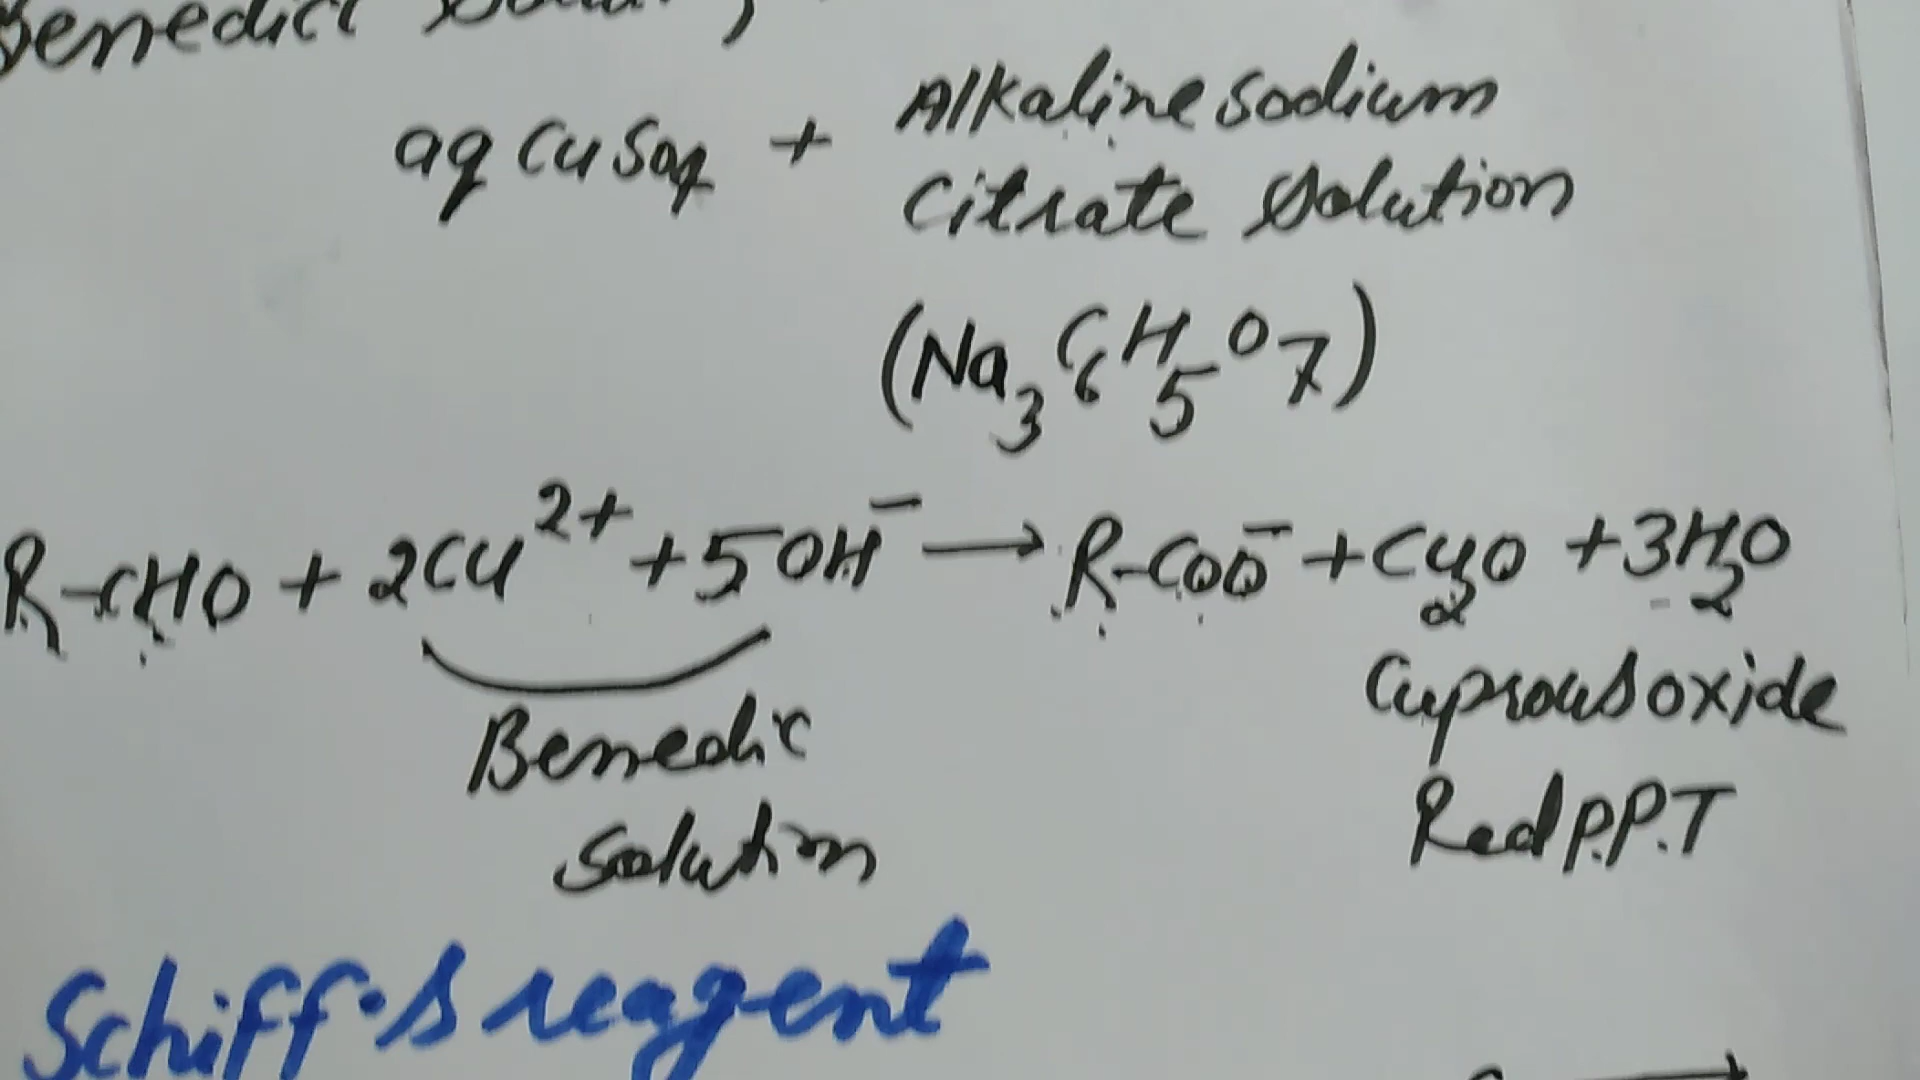 Benedict
aq CuSO4 + Alkaline sodium
citrate solution
(Na3C6H5O7)
R-CHO + 2Cu2+ + 5OH- → R-COO- + Cu2O + 3H2O
Benedic
solution
Cuprous oxide
Red P.P.T
Schiff's reagent